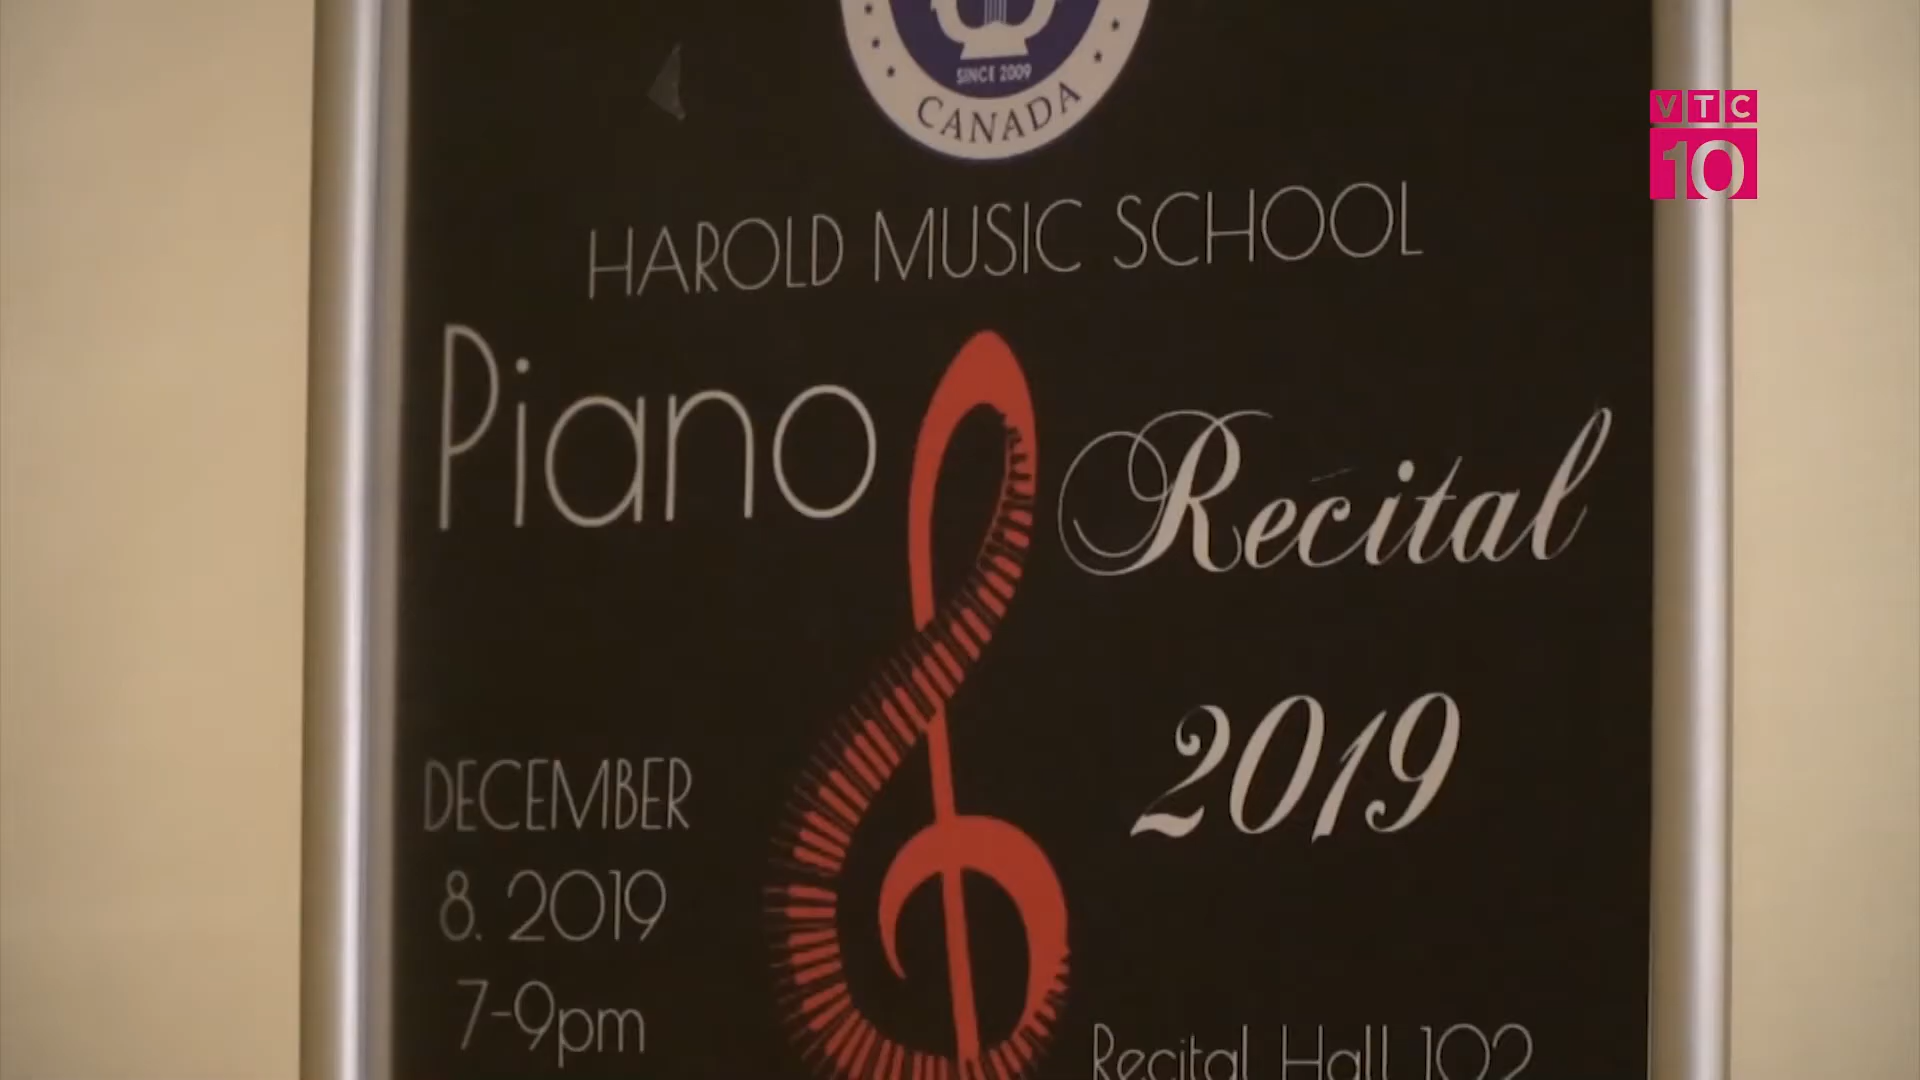 SINCE 2009
CANADA
VTC
10
HAROLD MUSIC SCHOOL
Piano
Recital
2019
DECEMBER
8. 2019
7-9pm
Recital Hall 102